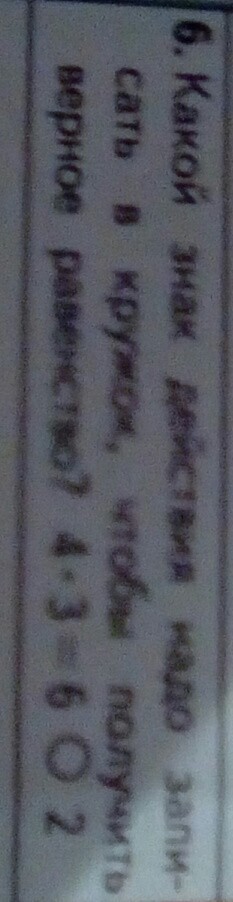 6. Какой знак действия надо запи-
сать в кружок, чтобы получить
верное равенство? 4 · 3 = 6 ○ 2